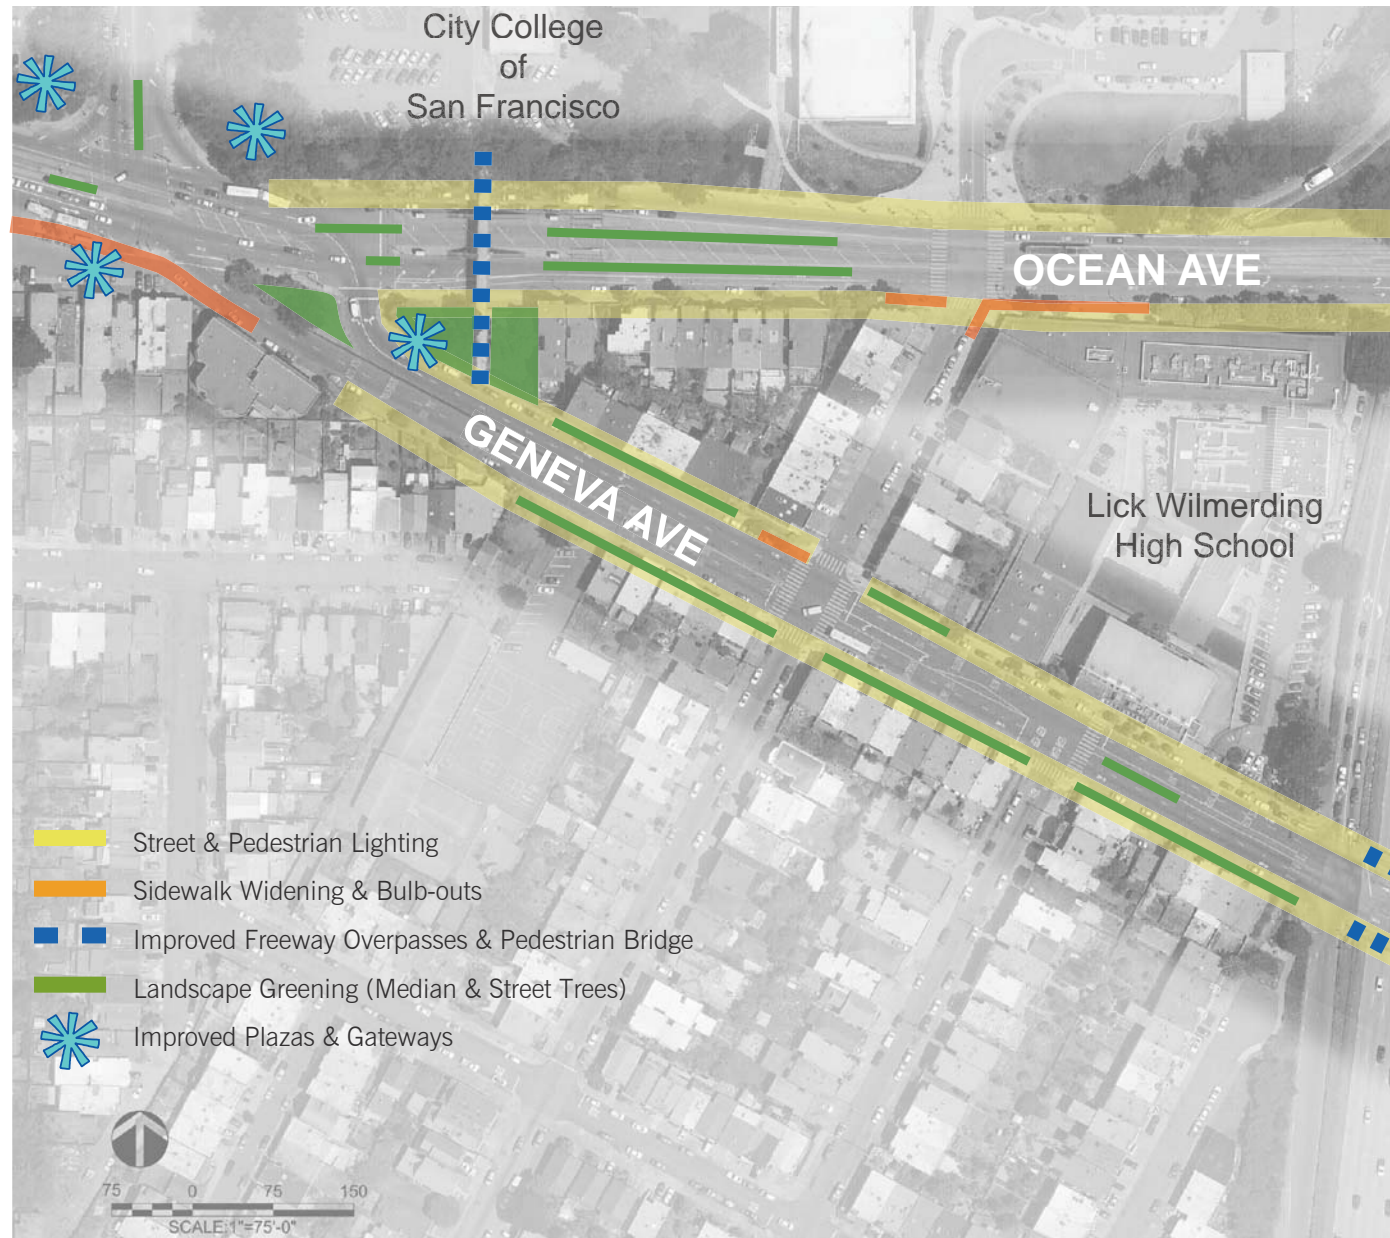 City College
of
San Francisco
OCEAN AVE
GENEVA AVE
Lick Wilmerding
High School
Street & Pedestrian Lighting
Sidewalk Widening & Bulb-outs
Improved Freeway Overpasses & Pedestrian Bridge
Landscape Greening (Median & Street Trees)
Improved Plazas & Gateways
75 0 75 150
SCALE:1"=75'-0"